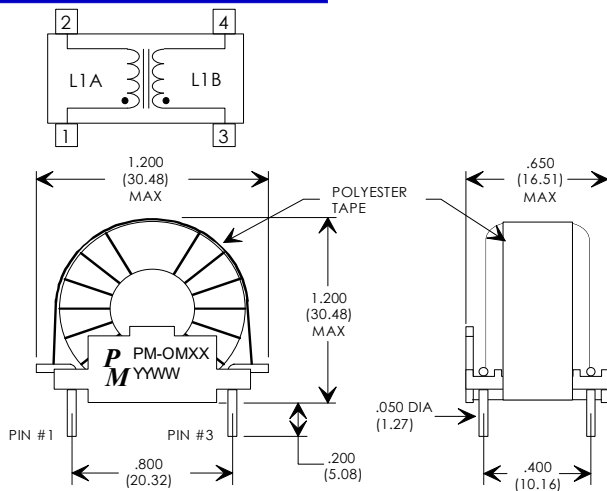 2
4
L1A
L1B
1
3
1.200
(30.48)
MAX
.650
(16.51)
MAX
POLYESTER
TAPE
1.200
(30.48)
MAX
PM PM-OMXX
YYWW
PIN #1
PIN #3
.050 DIA
(1.27)
.800
(20.32)
.200
(5.08)
.400
(10.16)